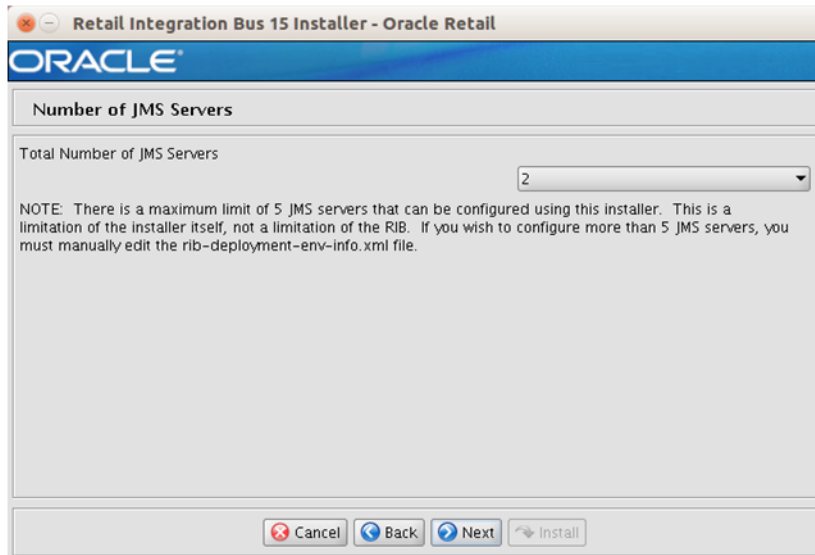 Retail Integration Bus 15 Installer - Oracle Retail
ORACLE®
Number of JMS Servers
Total Number of JMS Servers
2
NOTE: There is a maximum limit of 5 JMS servers that can be configured using this installer. This is a
limitation of the installer itself, not a limitation of the RIB. If you wish to configure more than 5 JMS servers, you
must manually edit the rib-deployment-env-info.xml file.
Cancel Back Next Install